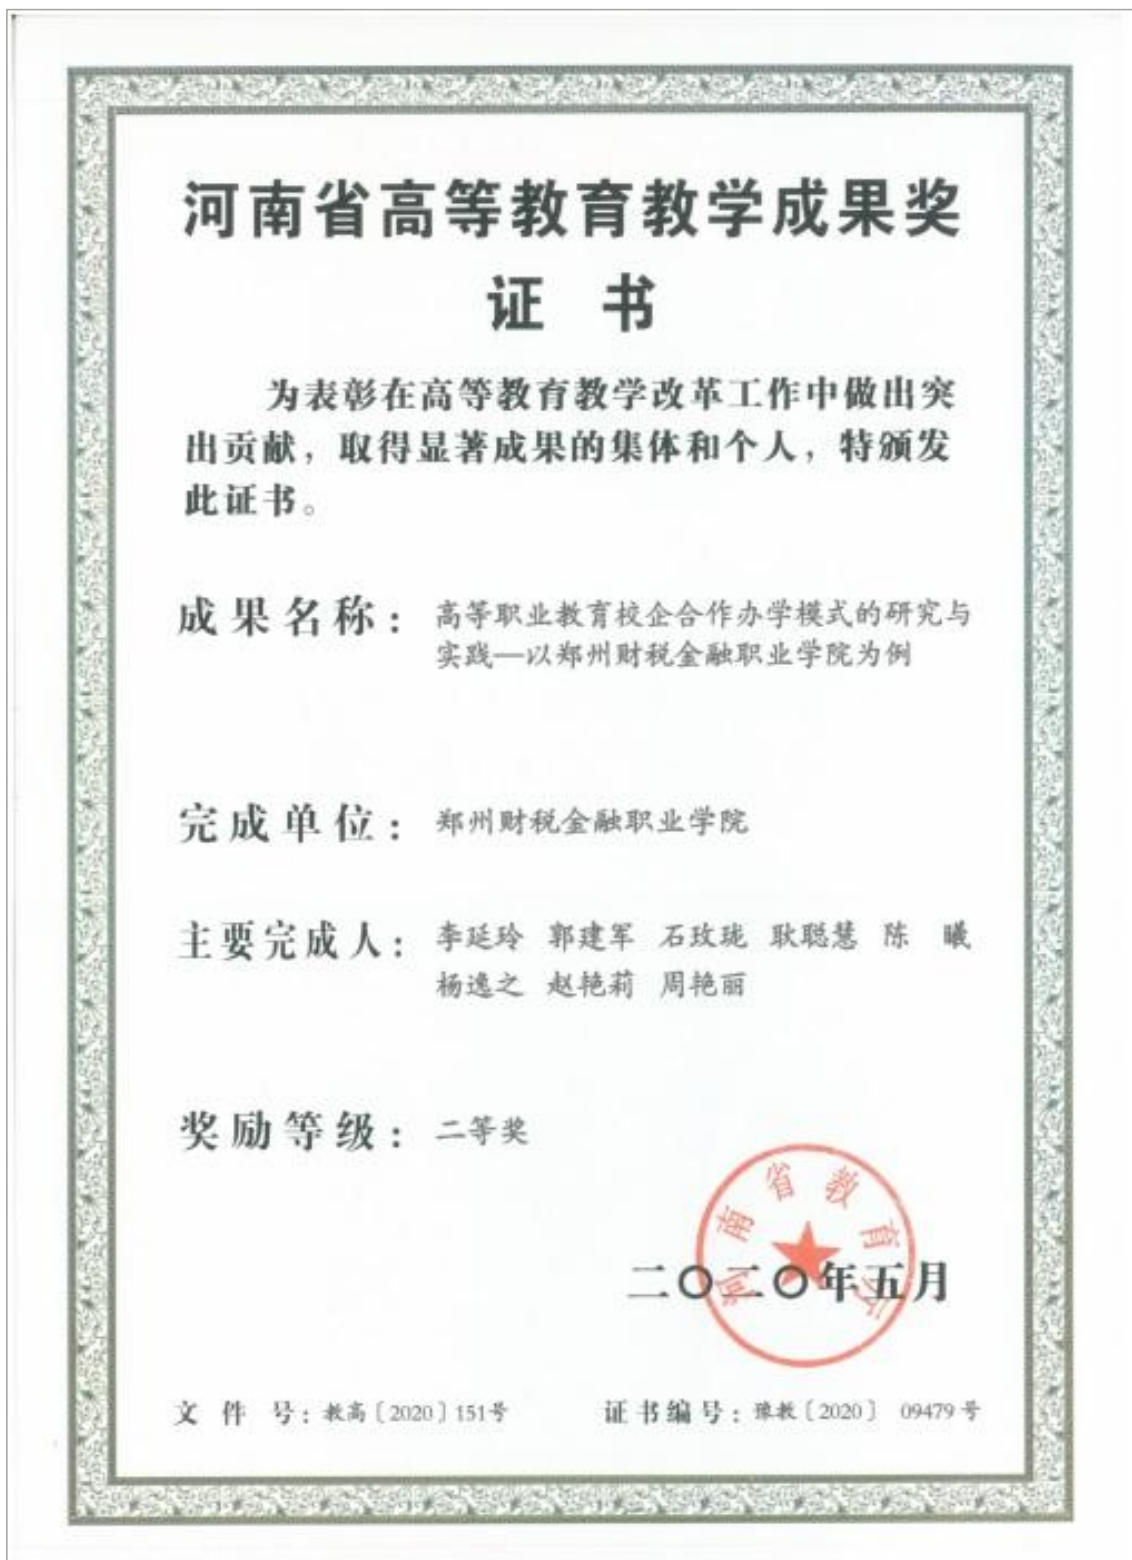 河南省高等教育教学成果奖
证 书
为表彰在高等教育教学改革工作中做出突
出贡献，取得显著成果的集体和个人，特颁发
此证书。
成果名称：高等职业教育校企合作办学模式的研究与
实践—以郑州财税金融职业学院为例
完成单位：郑州财税金融职业学院
主要完成人：李延玲 郭建军 石玫珑 耿聪慧 陈 曦
杨逸之 赵艳莉 周艳丽
奖励等级：二等奖
河南省教育厅
二〇二〇年五月
文 件 号：教高〔2020〕151号 证书编号：豫教〔2020〕 09479号